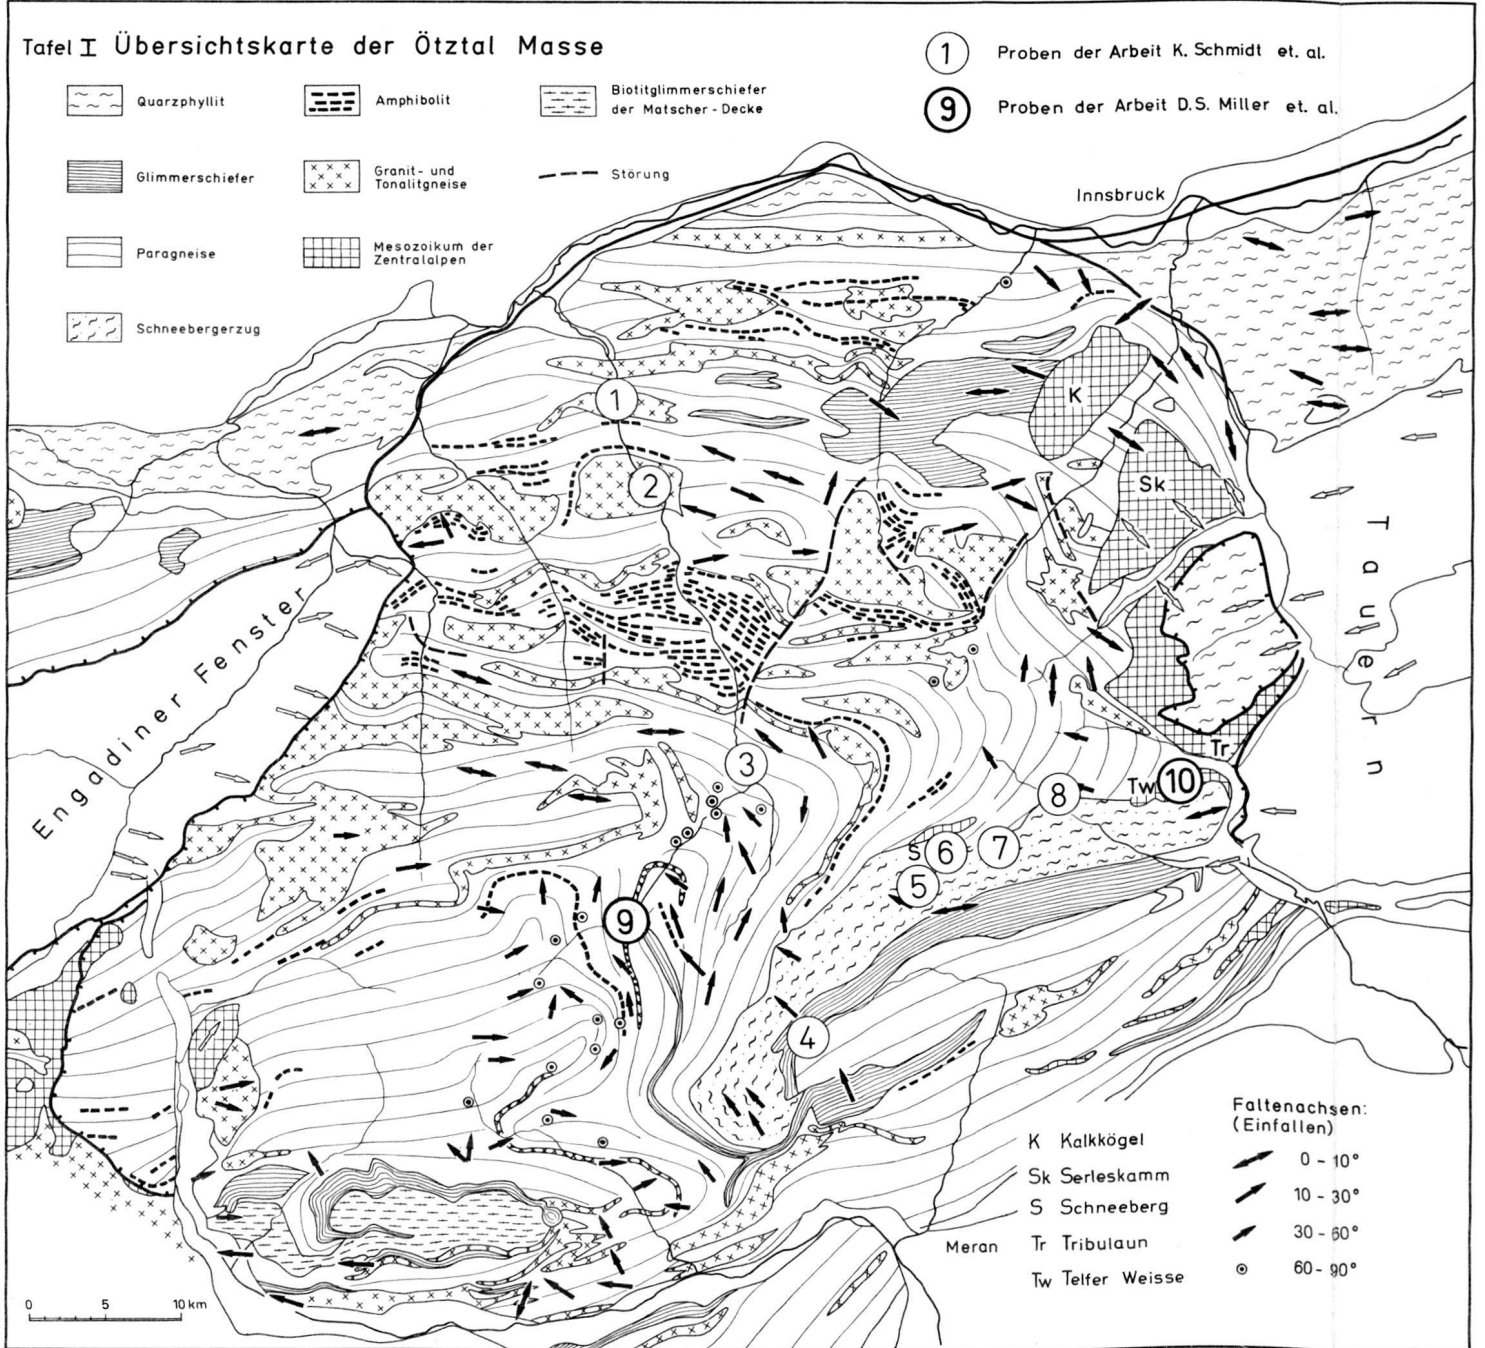 Tafel I Übersichtskarte der Ötztal Masse
Quarzphyllit
Glimmerschiefer
Paragneise
Schneebergerzug
Amphibolit
Granit- und
Tonalitgneise
Mesozoikum der
Zentralalpen
Biotitglimmerschiefer
der Matscher-Decke
Störung
1 Proben der Arbeit K. Schmidt et. al.
9 Proben der Arbeit D.S. Miller et. al.
Innsbruck
K
1
2
Sk
Tauern
Engadiner Fenster
Tr
3
Tw 10
8
S 6 7
5
9
4
Meran
K Kalkkögel
Sk Serleskamm
S Schneeberg
Tr Tribulaun
Tw Telfer Weisse
Faltenachsen:
(Einfallen)
0 - 10°
10 - 30°
30 - 60°
60 - 90°
0 5 10 km